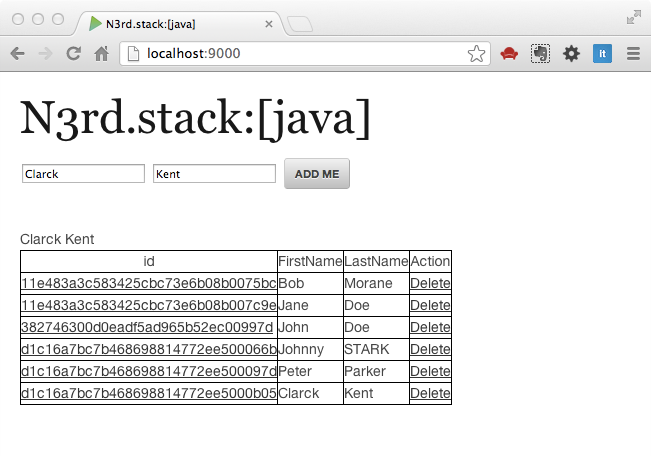 N3rd.stack:[java]
localhost:9000
It
N3rd.stack:[java]
Clarck Kent ADD ME
Clarck Kent
id FirstName LastName Action
11e483a3c583425cbc73e6b08b0075bc Bob Morane Delete
11e483a3c583425cbc73e6b08b007c9e Jane Doe Delete
382746300d0eadf5ad965b52ec00997d John Doe Delete
d1c16a7bc7b468698814772ee500066b Johnny STARK Delete
d1c16a7bc7b468698814772ee500097d Peter Parker Delete
d1c16a7bc7b468698814772ee5000b05 Clarck Kent Delete